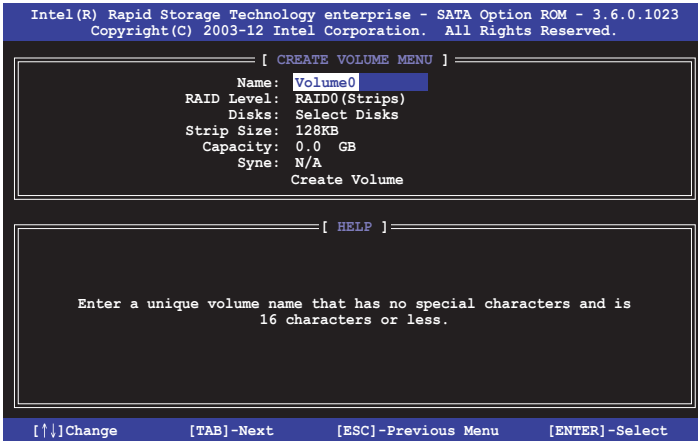 Intel(R) Rapid Storage Technology enterprise - SATA Option ROM - 3.6.0.1023
Copyright(C) 2003-12 Intel Corporation. All Rights Reserved.
[ CREATE VOLUME MENU ]
Name: Volume0
RAID Level: RAID0(Strips)
Disks: Select Disks
Strip Size: 128KB
Capacity: 0.0 GB
Syne: N/A
Create Volume
[ HELP ]
Enter a unique volume name that has no special characters and is
16 characters or less.
[↑↓]Change [TAB]-Next [ESC]-Previous Menu [ENTER]-Select